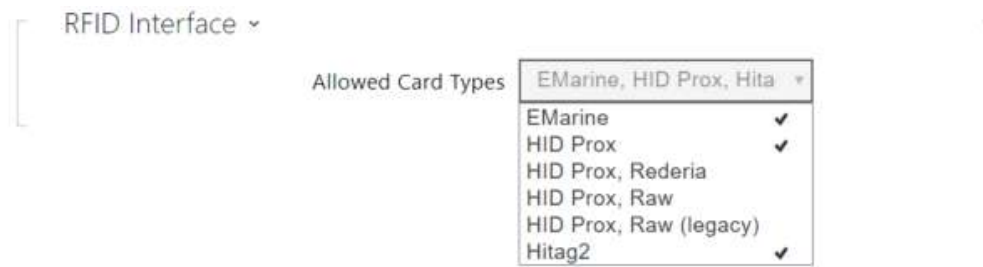 RFID Interface
Allowed Card Types EMarine, HID Prox, Hita
EMarine
HID Prox
HID Prox, Rederia
HID Prox, Raw
HID Prox, Raw (legacy)
Hitag2